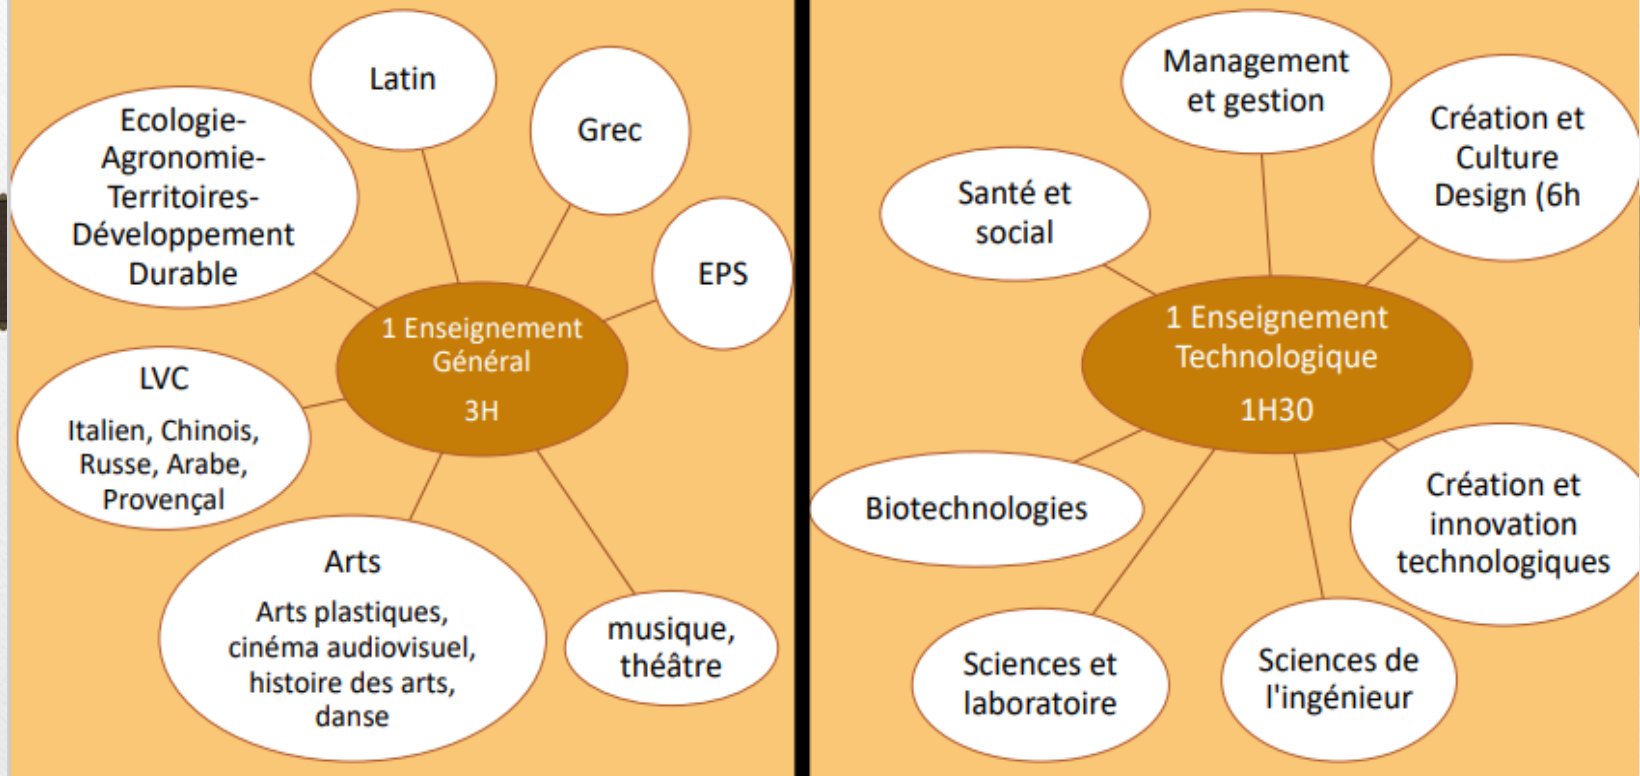 Latin
Grec
Ecologie-
Agronomie-
Territoires-
Développement
Durable
EPS
1 Enseignement
Général
3H
LVC
Italien, Chinois,
Russe, Arabe,
Provençal
Arts
Arts plastiques,
cinéma audiovisuel,
histoire des arts,
danse
musique,
théâtre
Management
et gestion
Création et
Culture
Design (6h
Santé et
social
1 Enseignement
Technologique
1H30
Biotechnologies
Création et
innovation
technologiques
Sciences et
laboratoire
Sciences de
l'ingénieur